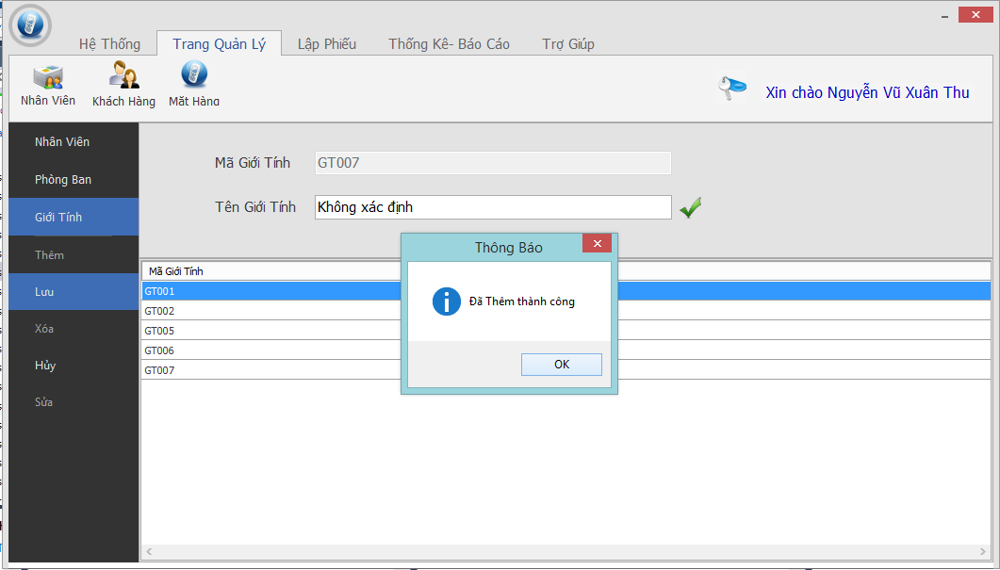 Hệ Thống
Trang Quản Lý
Lập Phiếu
Thống Kê- Báo Cáo
Trợ Giúp
Nhân Viên
Khách Hàng
Măt Hàng
Xin chào Nguyễn Vũ Xuân Thu
Nhân Viên
Phòng Ban
Giới Tính
Thêm
Lưu
Xóa
Hủy
Sửa
Mã Giới Tính
GT007
Tên Giới Tính
Không xác định
Mã Giới Tính
GT001
GT002
GT005
GT006
GT007
Thông Báo
Đã Thêm thành công
OK